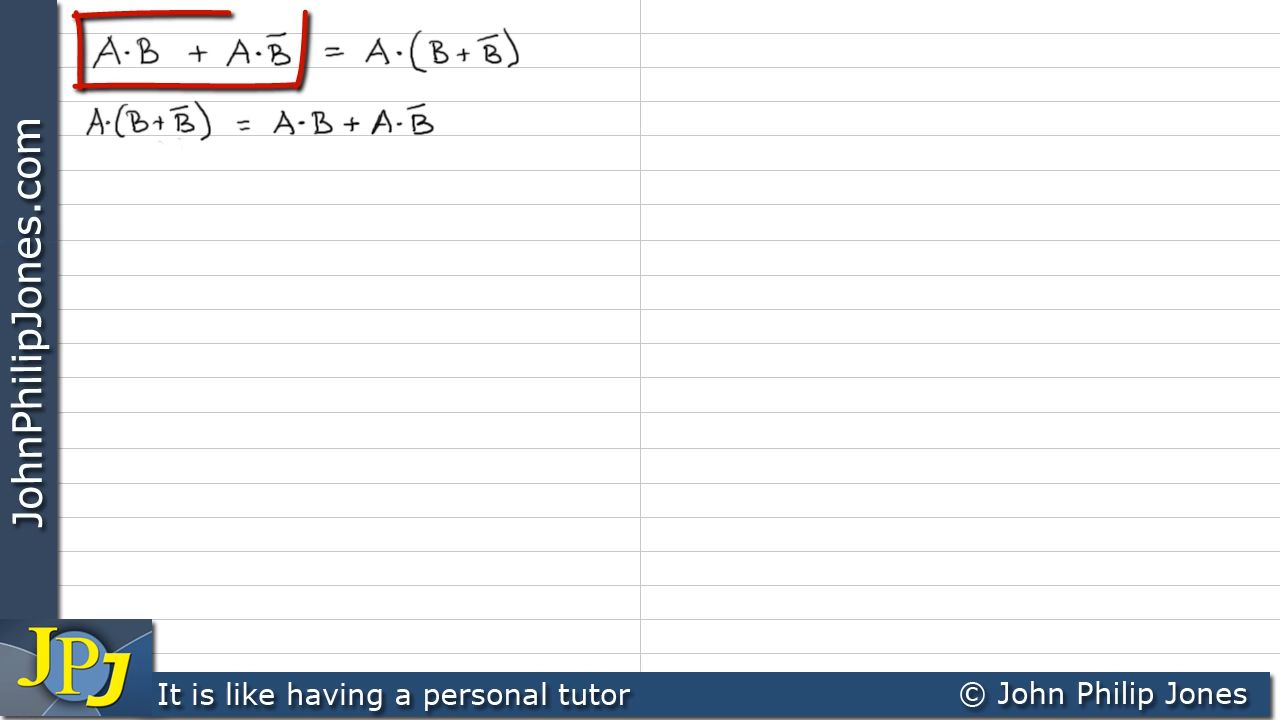 A·B + A·B̅ = A·(B + B̅)
A·(B + B̅) = A·B + A·B̅
JohnPhilipJones.com
JPJ
It is like having a personal tutor
© John Philip Jones